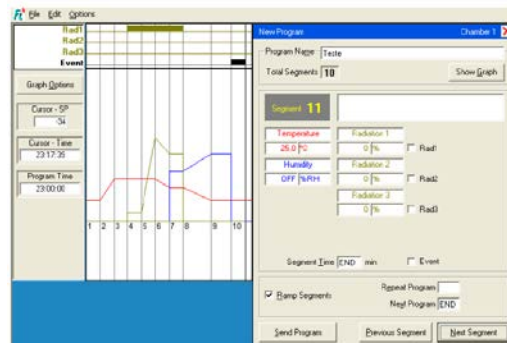 File Edit Options
Rad1
Rad2
Rad3
Event
Graph Options
Cursor - SP
Cursor - Time
23:17:35
Program Time
23:00:00
1 2 3 4 5 6 7 8 9 10
New Program Chamber 1
Program Name Teste
Total Segments 10 Show Graph
Segment 11
Temperature Radiation 1
25.0 ºC 0 % Rad1
Humidity Radiation 2
OFF %RH 0 % Rad2
Radiation 3
0 % Rad3
Segment Time END min Event
Repeat Program
Ramp Segments
Next Program END
Send Program Previous Segment Next Segment